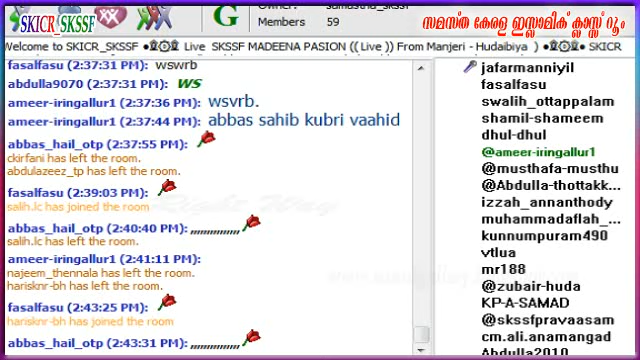 Owner: samastha_skssf
SKICR SKSSF
Members 59
സമസ്ത കേരള ഇസ്ലാമിക് ക്ലാസ്സ് റൂം
Welcome to SKICR_SKSSF Live SKSSF MADEENA PASION (( Live )) From Manjeri - Hudaibiya SKICR
fasalfasu (2:37:31 PM): wswrb
abdulla9070 (2:37:31 PM): WS
ameer-iringallur1 (2:37:36 PM): wsvrb.
ameer-iringallur1 (2:37:44 PM): abbas sahib kubri vaahid
abbas_hail_otp (2:37:55 PM):
ckirfani has left the room.
abdulazeez_tp has left the room.
fasalfasu (2:39:03 PM):
salih.lc has joined the room
abbas_hail_otp (2:40:40 PM): ,,,,,,,,,,,,,,,
salih.lc has left the room.
ameer-iringallur1 (2:41:11 PM):
najeem_thennala has left the room.
harisknr-bh has left the room.
fasalfasu (2:43:25 PM):
harisknr-bh has joined the room
abbas_hail_otp (2:43:31 PM): ,,,,,,,,,,,,,,,
jafarmanniyil
fasalfasu
swalih_ottappalam
shamil-shameem
dhul-dhul
@ameer-iringallur1
@musthafa-musthu
@Abdulla-thottakk...
izzah_annanthody
muhammadaflah_...
kunnumpuram490
vtlua
mr188
@zubair-huda
KP-A-SAMAD
@skssfpravaasam
cm.ali.anamangad
Abdulla2010